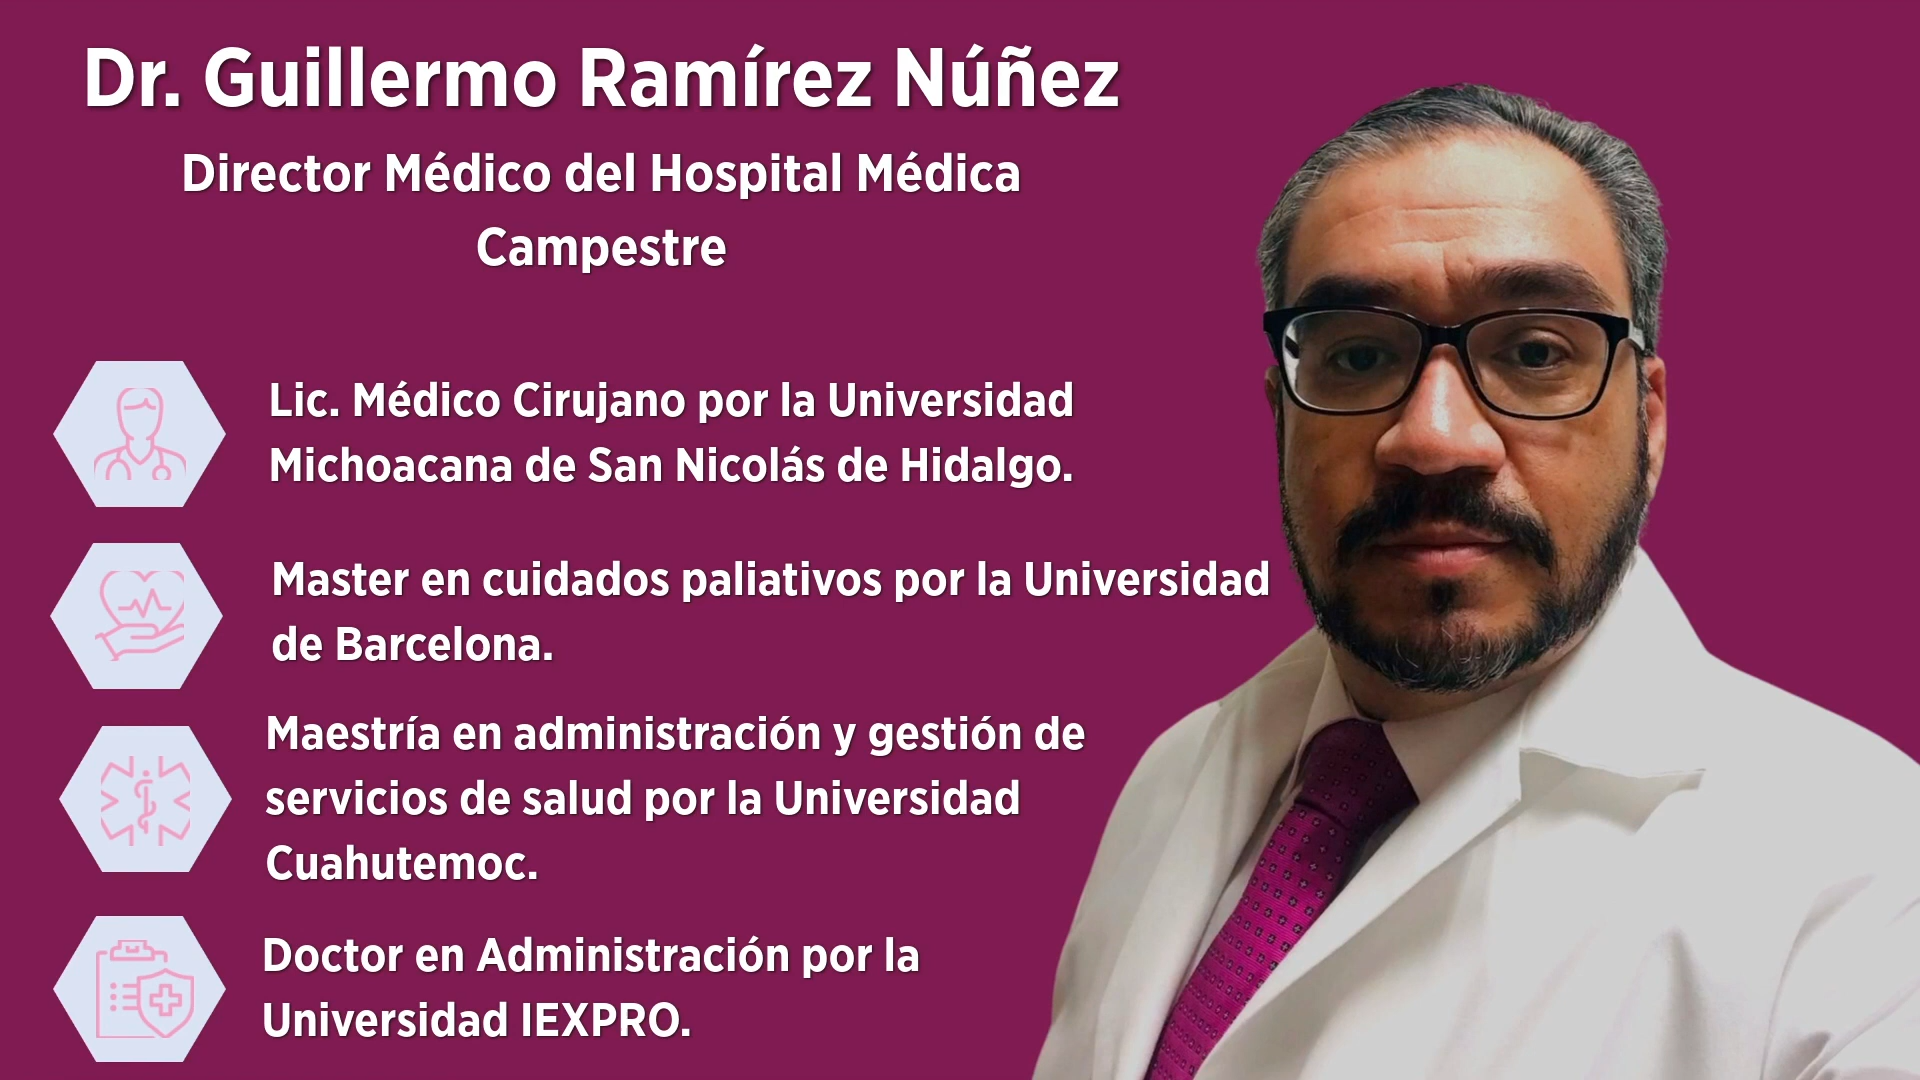 Dr. Guillermo Ramírez Núñez
Director Médico del Hospital Médica
Campestre
Lic. Médico Cirujano por la Universidad
Michoacana de San Nicolás de Hidalgo.
Master en cuidados paliativos por la Universidad
de Barcelona.
Maestría en administración y gestión de
servicios de salud por la Universidad
Cuahutemoc.
Doctor en Administración por la
Universidad IEXPRO.